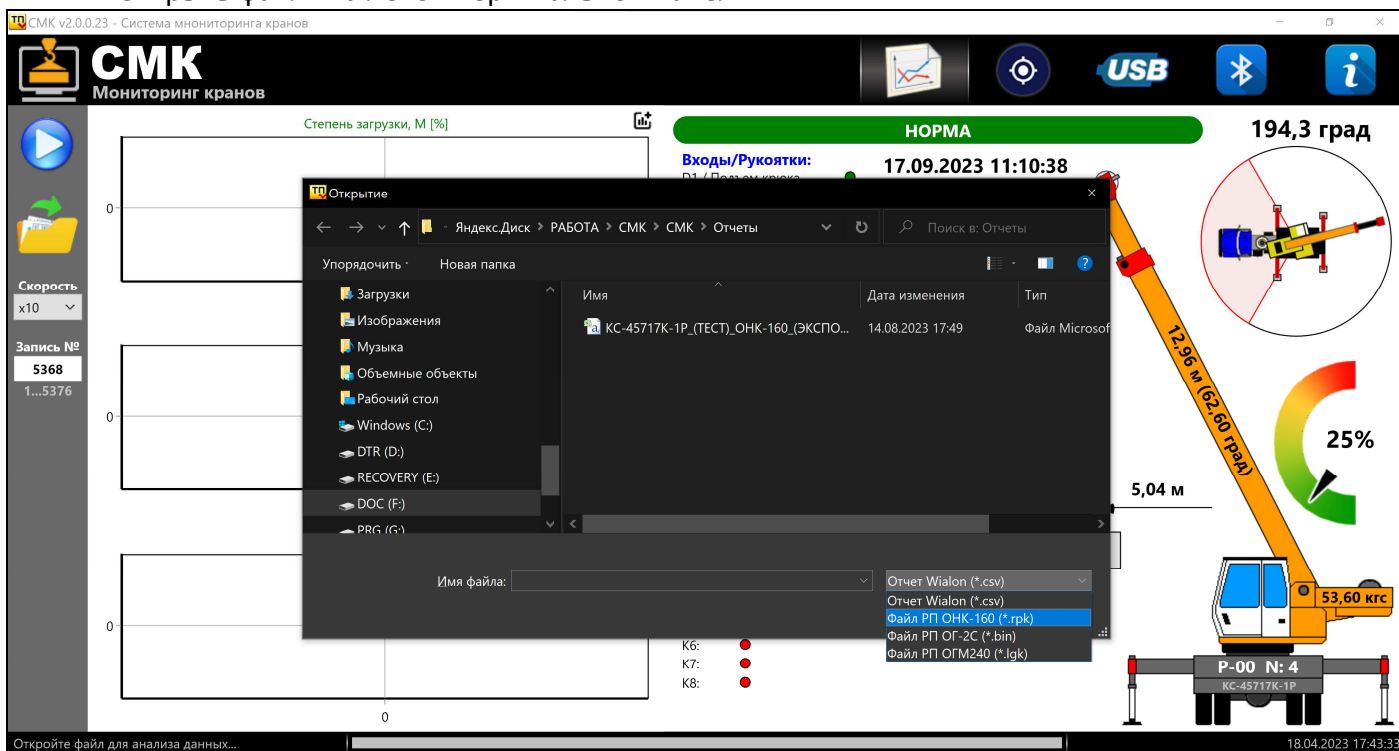 СМК v2.0.0.23 - Система мнониторинга кранов
СМК
Мониторинг кранов
USB
Степень загрузки, М [%]
0
0
0
0
Скорость
x10
Запись №
5368
1...5376
НОРМА
Входы/Рукоятки:
17.09.2023 11:10:38
194,3 град
Открытие
Яндекс.Диск > РАБОТА > СМК > СМК > Отчеты
Поиск в: Отчеты
Упорядочить
Новая папка
Загрузки
Изображения
Музыка
Объемные объекты
Рабочий стол
Windows (C:)
DTR (D:)
RECOVERY (E:)
DOC (F:)
PRG (G:)
Имя
Дата изменения
Тип
КС-45717К-1Р_(ТЕСТ)_ОНК-160_(ЭКСПО...
14.08.2023 17:49
Файл Microsof
Имя файла:
Отчет Wialon (*.csv)
Отчет Wialon (*.csv)
Файл РП ОНК-160 (*.rpk)
Файл РП ОГ-2С (*.bin)
Файл РП ОГМ240 (*.lgk)
К6:
К7:
К8:
12,96 м (62,60 град)
25%
5,04 м
53,60 кгс
Р-00 N: 4
КС-45717К-1Р
Откройте файл для анализа данных...
18.04.2023 17:43:33